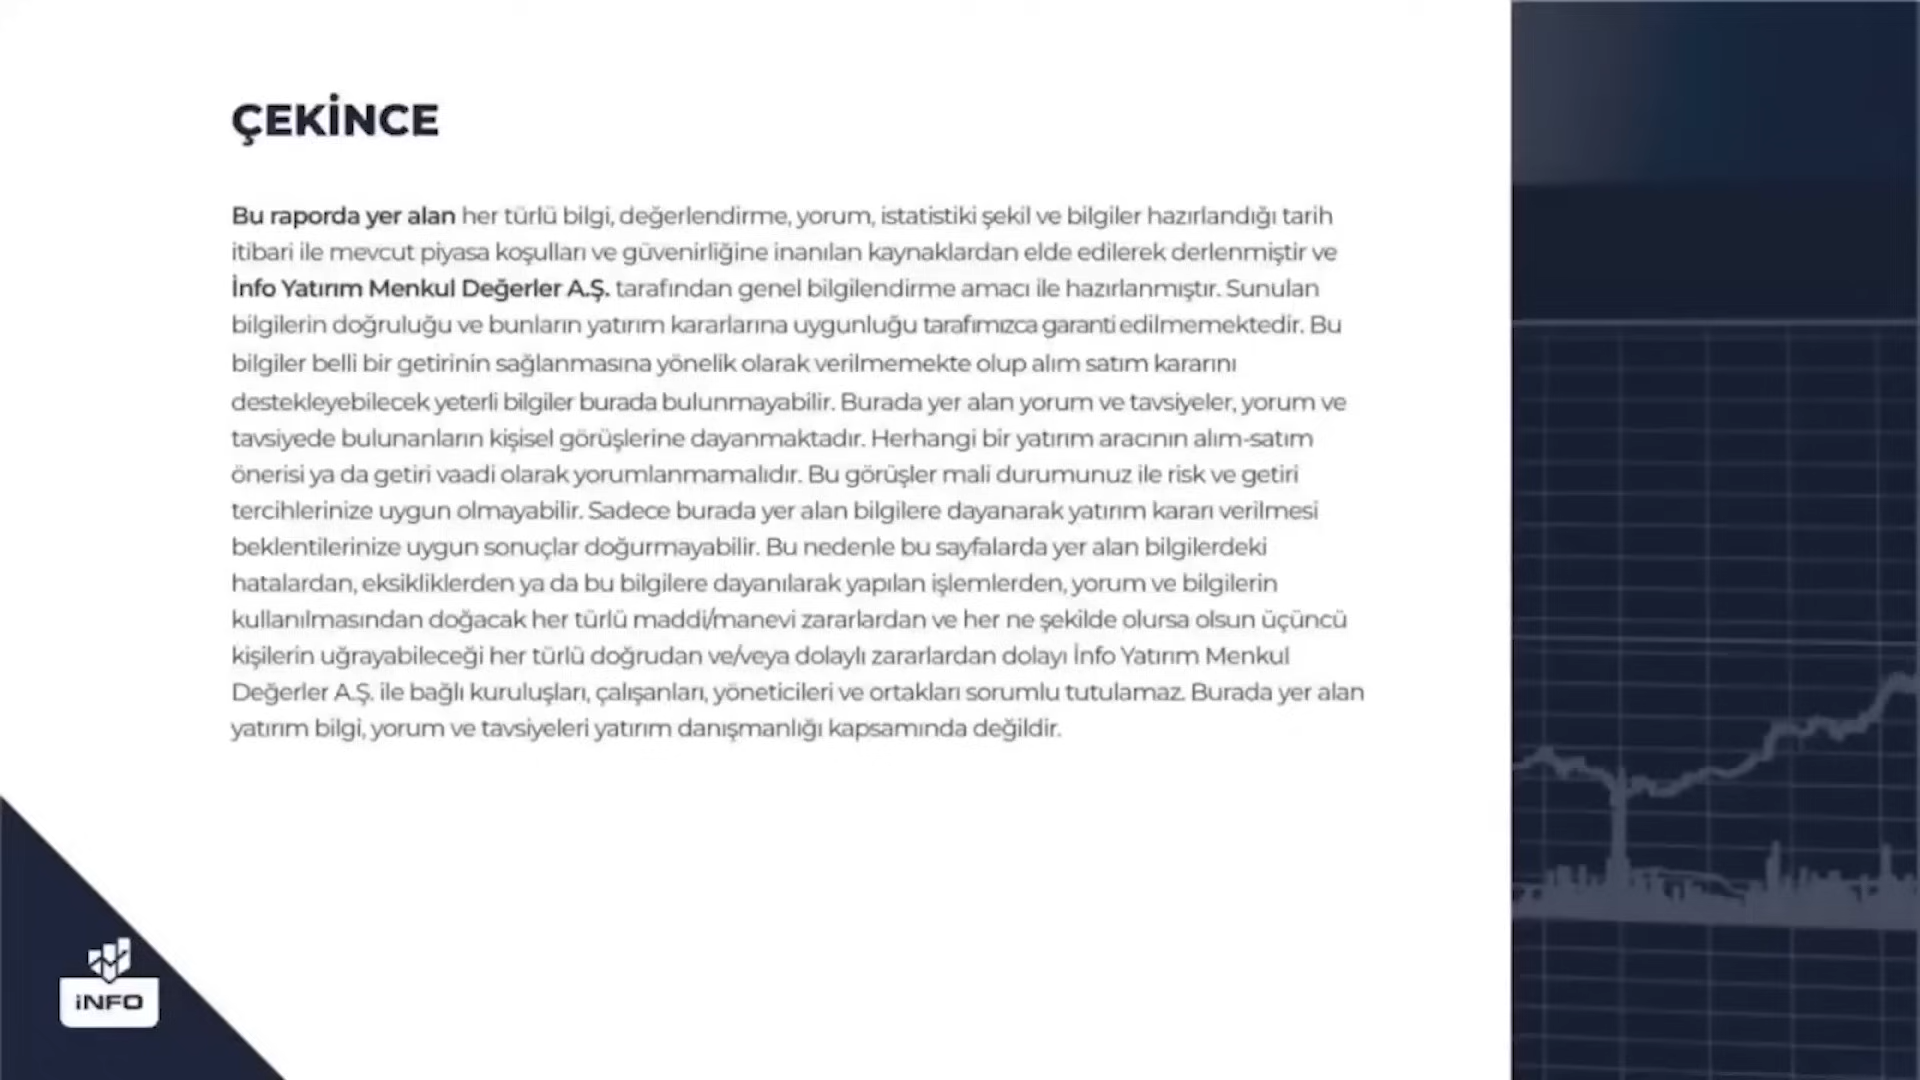 ÇEKİNCE
Bu raporda yer alan her türlü bilgi, değerlendirme, yorum, istatistiki şekil ve bilgiler hazırlandığı tarih
itibari ile mevcut piyasa koşulları ve güvenirliğine inanılan kaynaklardan elde edilerek derlenmiştir ve
İnfo Yatırım Menkul Değerler A.Ş. tarafından genel bilgilendirme amacı ile hazırlanmıştır. Sunulan
bilgilerin doğruluğu ve bunların yatırım kararlarına uygunluğu tarafımızca garanti edilmemektedir. Bu
bilgiler belli bir getirinin sağlanmasına yönelik olarak verilmemekte olup alım satım kararını
destekleyebilecek yeterli bilgiler burada bulunmayabilir. Burada yer alan yorum ve tavsiyeler, yorum ve
tavsiyede bulunanların kişisel görüşlerine dayanmaktadır. Herhangi bir yatırım aracının alım-satım
önerisi ya da getiri vaadi olarak yorumlanmamalıdır. Bu görüşler mali durumunuz ile risk ve getiri
tercihlerinize uygun olmayabilir. Sadece burada yer alan bilgilere dayanarak yatırım kararı verilmesi
beklentilerinize uygun sonuçlar doğurmayabilir. Bu nedenle bu sayfalarda yer alan bilgilerdeki
hatalardan, eksikliklerden ya da bu bilgilere dayanılarak yapılan işlemlerden, yorum ve bilgilerin
kullanılmasından doğacak her türlü maddi/manevi zararlardan ve her ne şekilde olursa olsun üçüncü
kişilerin uğrayabileceği her türlü doğrudan ve/veya dolaylı zararlardan dolayı İnfo Yatırım Menkul
Değerler A.Ş. ile bağlı kuruluşları, çalışanları, yöneticileri ve ortakları sorumlu tutulamaz. Burada yer alan
yatırım bilgi, yorum ve tavsiyeleri yatırım danışmanlığı kapsamında değildir.
iNFO